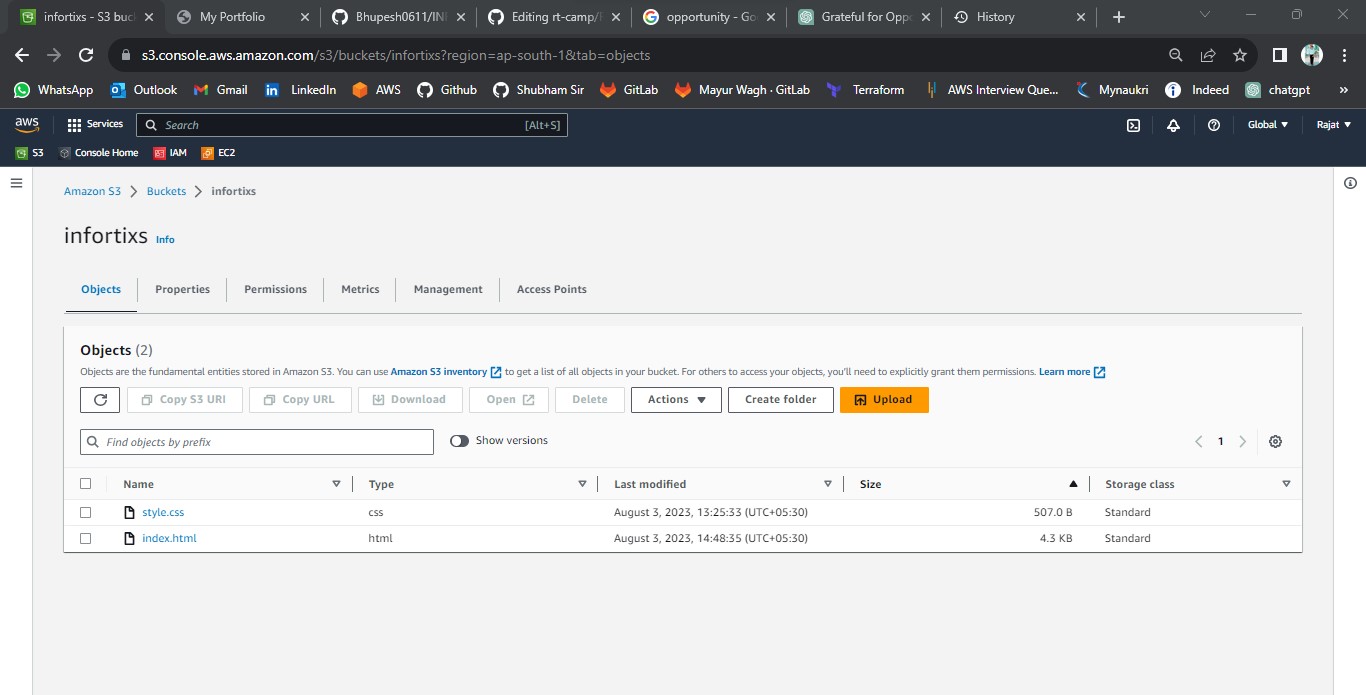 infortixs - S3 buc
My Portfolio
Bhupesh0611/INI
Editing rt-camp/
opportunity - Go
Grateful for Opp
History
s3.console.aws.amazon.com/s3/buckets/infortixs?region=ap-south-1&tab=objects
WhatsApp
Outlook
Gmail
LinkedIn
AWS
Github
Shubham Sir
GitLab
Mayur Wagh · GitLab
Terraform
AWS Interview Que...
Mynaukri
Indeed
chatgpt
»
aws
Services
Search
[Alt+S]
Global
Rajat
S3
Console Home
IAM
EC2
Amazon S3 > Buckets > infortixs
infortixs Info
Objects
Properties
Permissions
Metrics
Management
Access Points
Objects (2)
Objects are the fundamental entities stored in Amazon S3. You can use Amazon S3 inventory to get a list of all objects in your bucket. For others to access your objects, you'll need to explicitly grant them permissions. Learn more
Copy S3 URI
Copy URL
Download
Open
Delete
Actions
Create folder
Upload
Find objects by prefix
Show versions
1
Name Type Last modified Size Storage class
style.css css August 3, 2023, 13:25:33 (UTC+05:30) 507.0 B Standard
index.html html August 3, 2023, 14:48:35 (UTC+05:30) 4.3 KB Standard